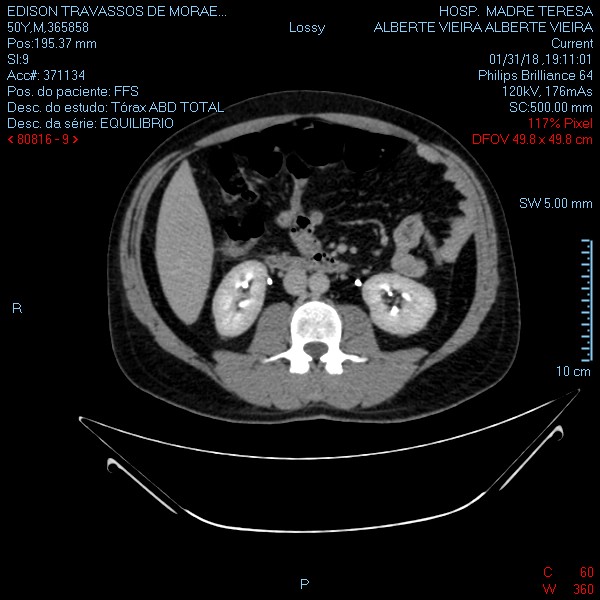 EDISON TRAVASSOS DE MORAE...
50Y,M,365858
Pos:195.37 mm
SI:9
Acc#: 371134
Pos. do paciente: FFS
Desc. do estudo: Tórax ABD TOTAL
Desc. da série: EQUILIBRIO
< 80816 - 9 >
Lossy
HOSP. MADRE TERESA
ALBERTE VIEIRA ALBERTE VIEIRA
Current
01/31/18 ,19:11:01
Philips Brilliance 64
120kV, 176mAs
SC:500.00 mm
117% Pixel
DFOV 49.8 x 49.8 cm
SW 5.00 mm
R
10 cm
P
C 60
W 360